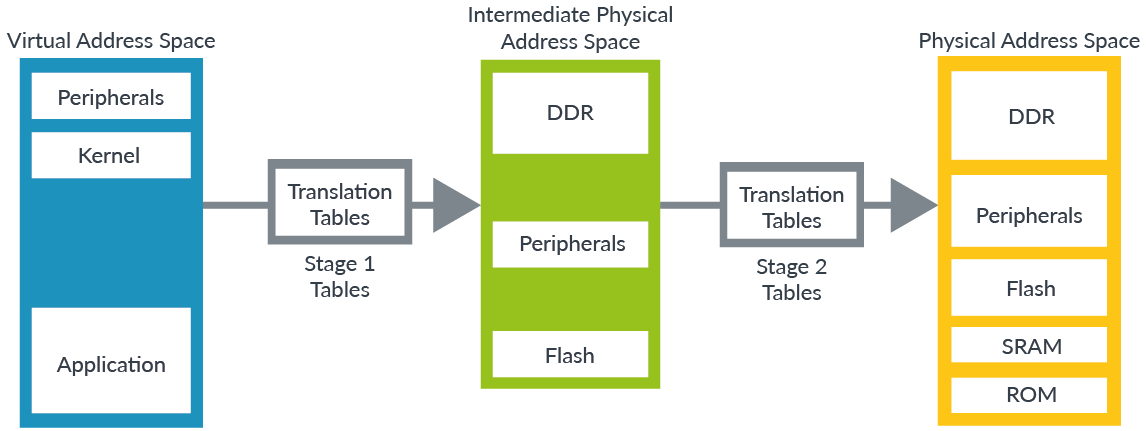 Virtual Address Space
Peripherals
Kernel
Application
Translation
Tables
Stage 1
Tables
Intermediate Physical
Address Space
DDR
Peripherals
Flash
Translation
Tables
Stage 2
Tables
Physical Address Space
DDR
Peripherals
Flash
SRAM
ROM